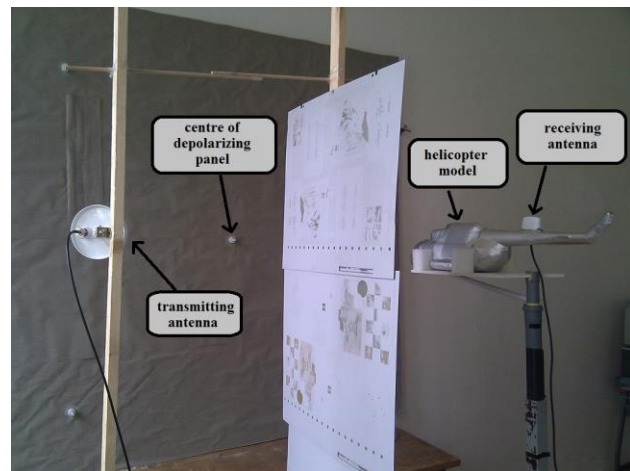 centre of
depolarizing
panel
receiving
antenna
helicopter
model
transmitting
antenna